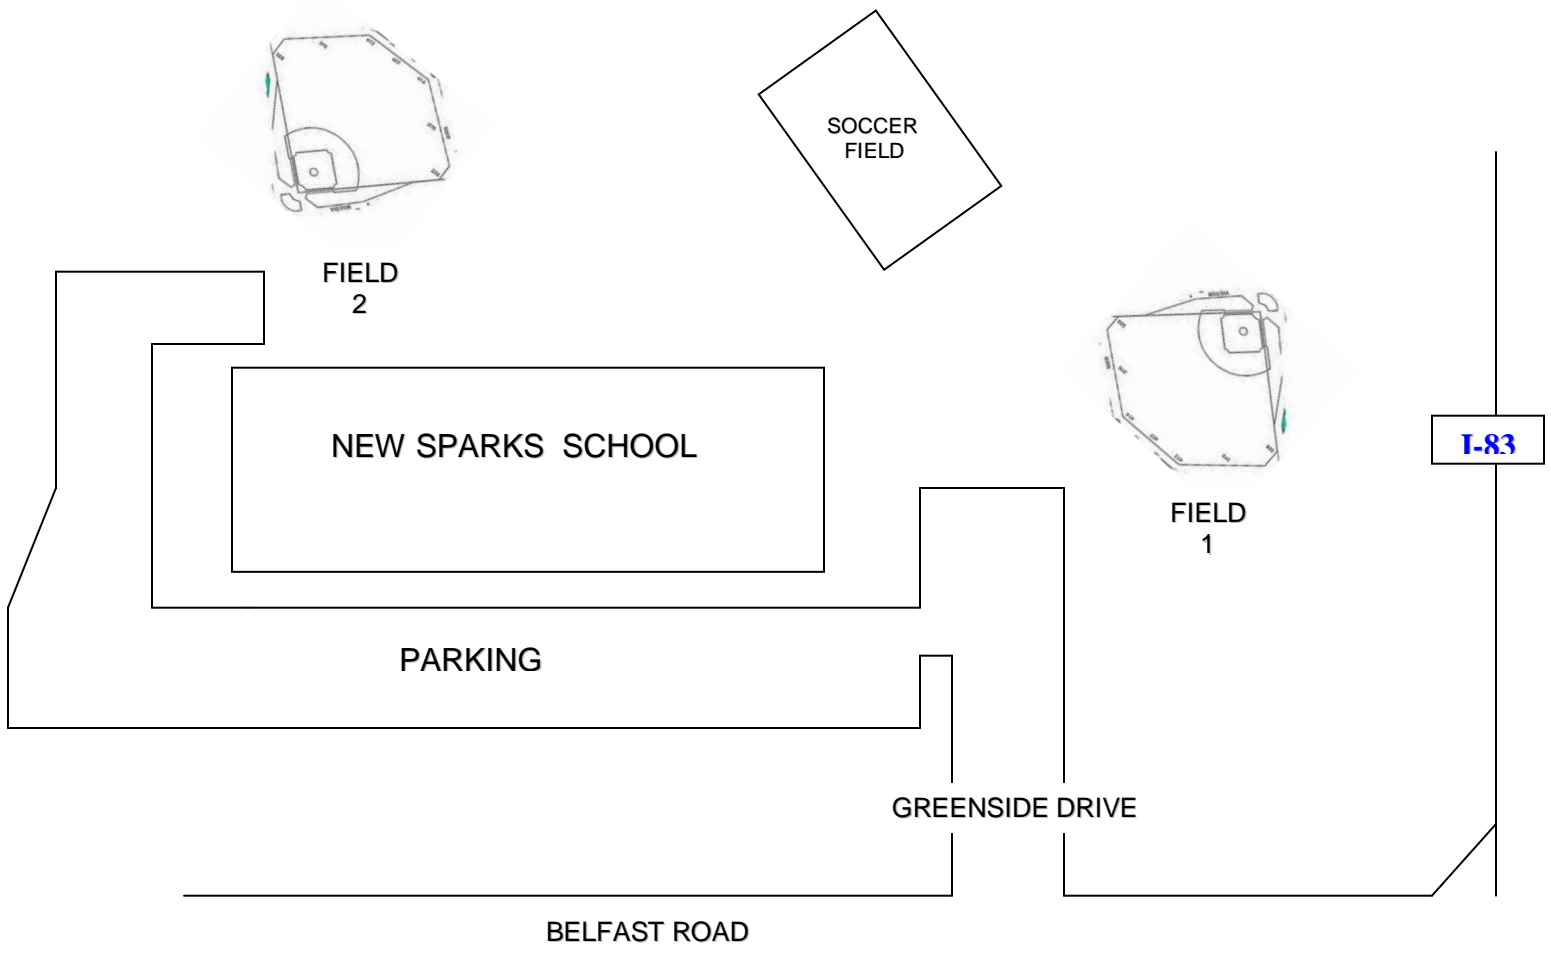 SOCCER
FIELD
FIELD
2
NEW SPARKS SCHOOL
I-83
FIELD
1
PARKING
GREENSIDE DRIVE
BELFAST ROAD